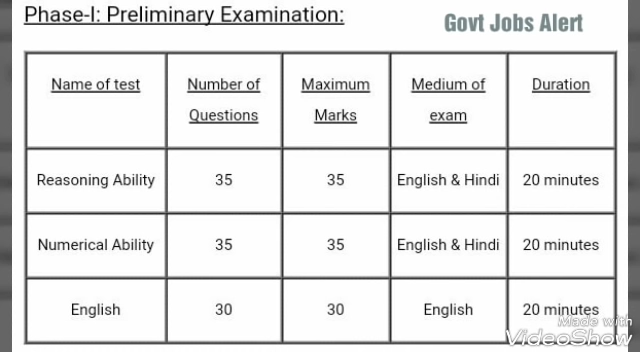 Phase-I: Preliminary Examination:
Govt Jobs Alert
Name of test Number of Questions Maximum Marks Medium of exam Duration
Reasoning Ability 35 35 English & Hindi 20 minutes
Numerical Ability 35 35 English & Hindi 20 minutes
English 30 30 English 20 minutes
Made with
VideoShow